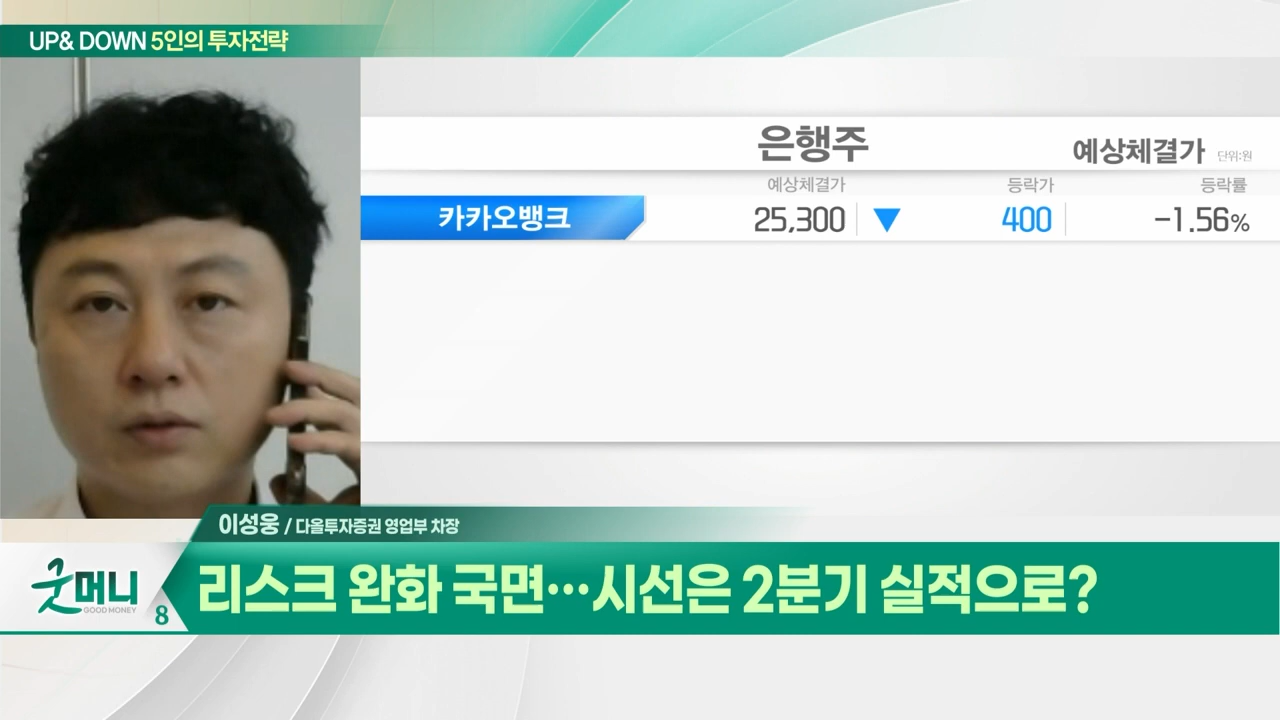 UP& DOWN 5인의 투자전략
은행주 예상체결가 단위:원
예상체결가 등락가 등락률
카카오뱅크 25,300 ▼ 400 -1.56%
이성웅 / 다올투자증권 영업부 차장
굿머니
GOOD MONEY
8
리스크 완화 국면…시선은 2분기 실적으로?